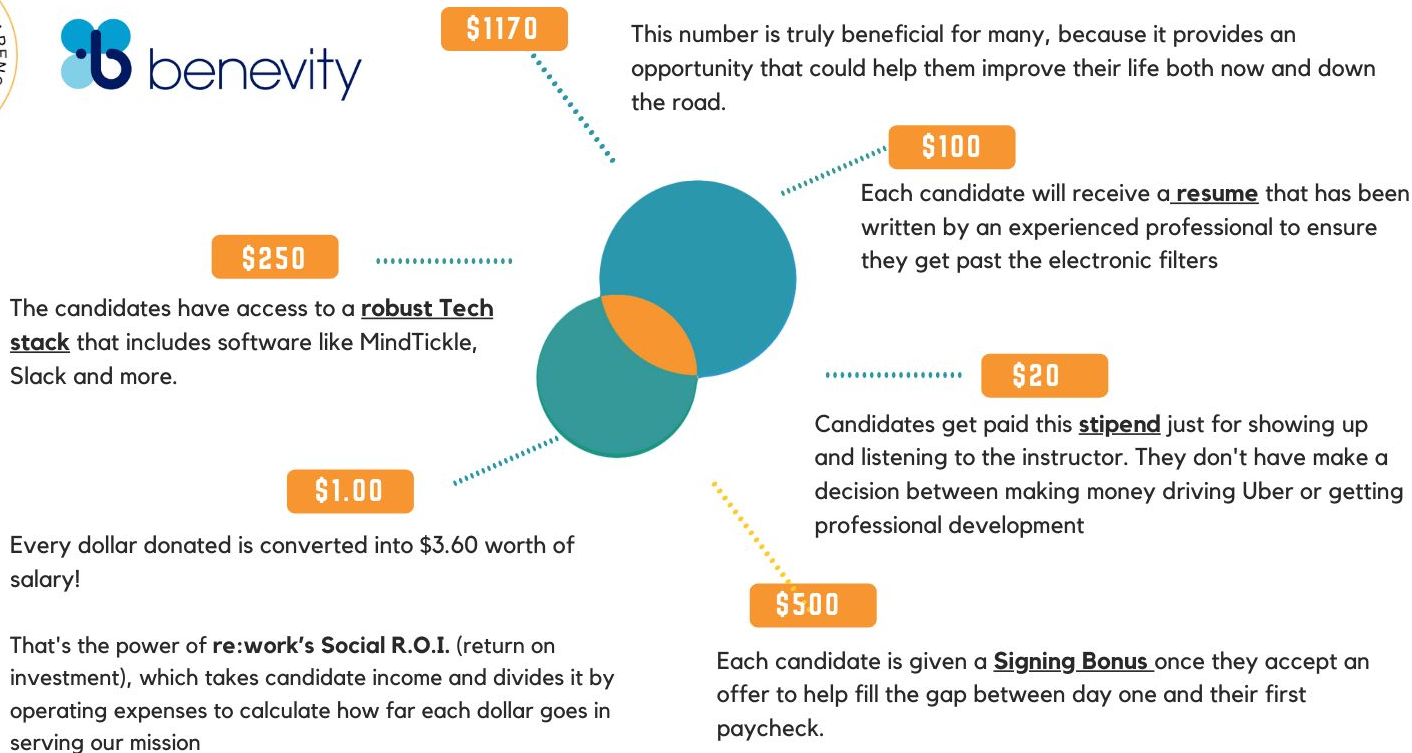 benevity
$1170
This number is truly beneficial for many, because it provides an
opportunity that could help them improve their life both now and down
the road.
$100
Each candidate will receive a resume that has been
written by an experienced professional to ensure
they get past the electronic filters
$250
The candidates have access to a robust Tech
stack that includes software like MindTickle,
Slack and more.
$20
Candidates get paid this stipend just for showing up
and listening to the instructor. They don't have make a
decision between making money driving Uber or getting
professional development
$1.00
Every dollar donated is converted into $3.60 worth of
salary!
That's the power of re:work's Social R.O.I. (return on
investment), which takes candidate income and divides it by
operating expenses to calculate how far each dollar goes in
serving our mission
$500
Each candidate is given a Signing Bonus once they accept an
offer to help fill the gap between day one and their first
paycheck.